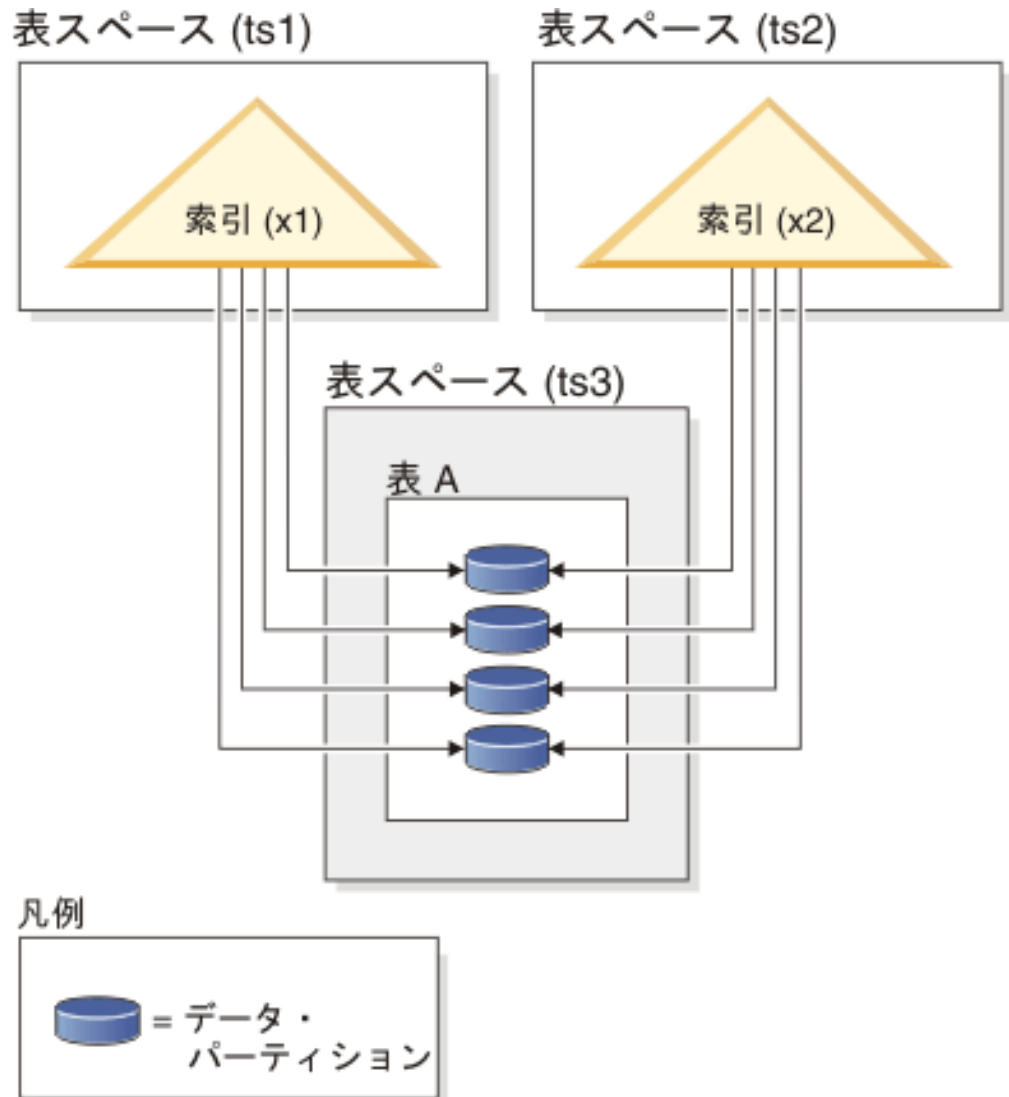 表スペース (ts1)
表スペース (ts2)
索引 (x1)
索引 (x2)
表スペース (ts3)
表 A
凡例
= データ・
パーティション